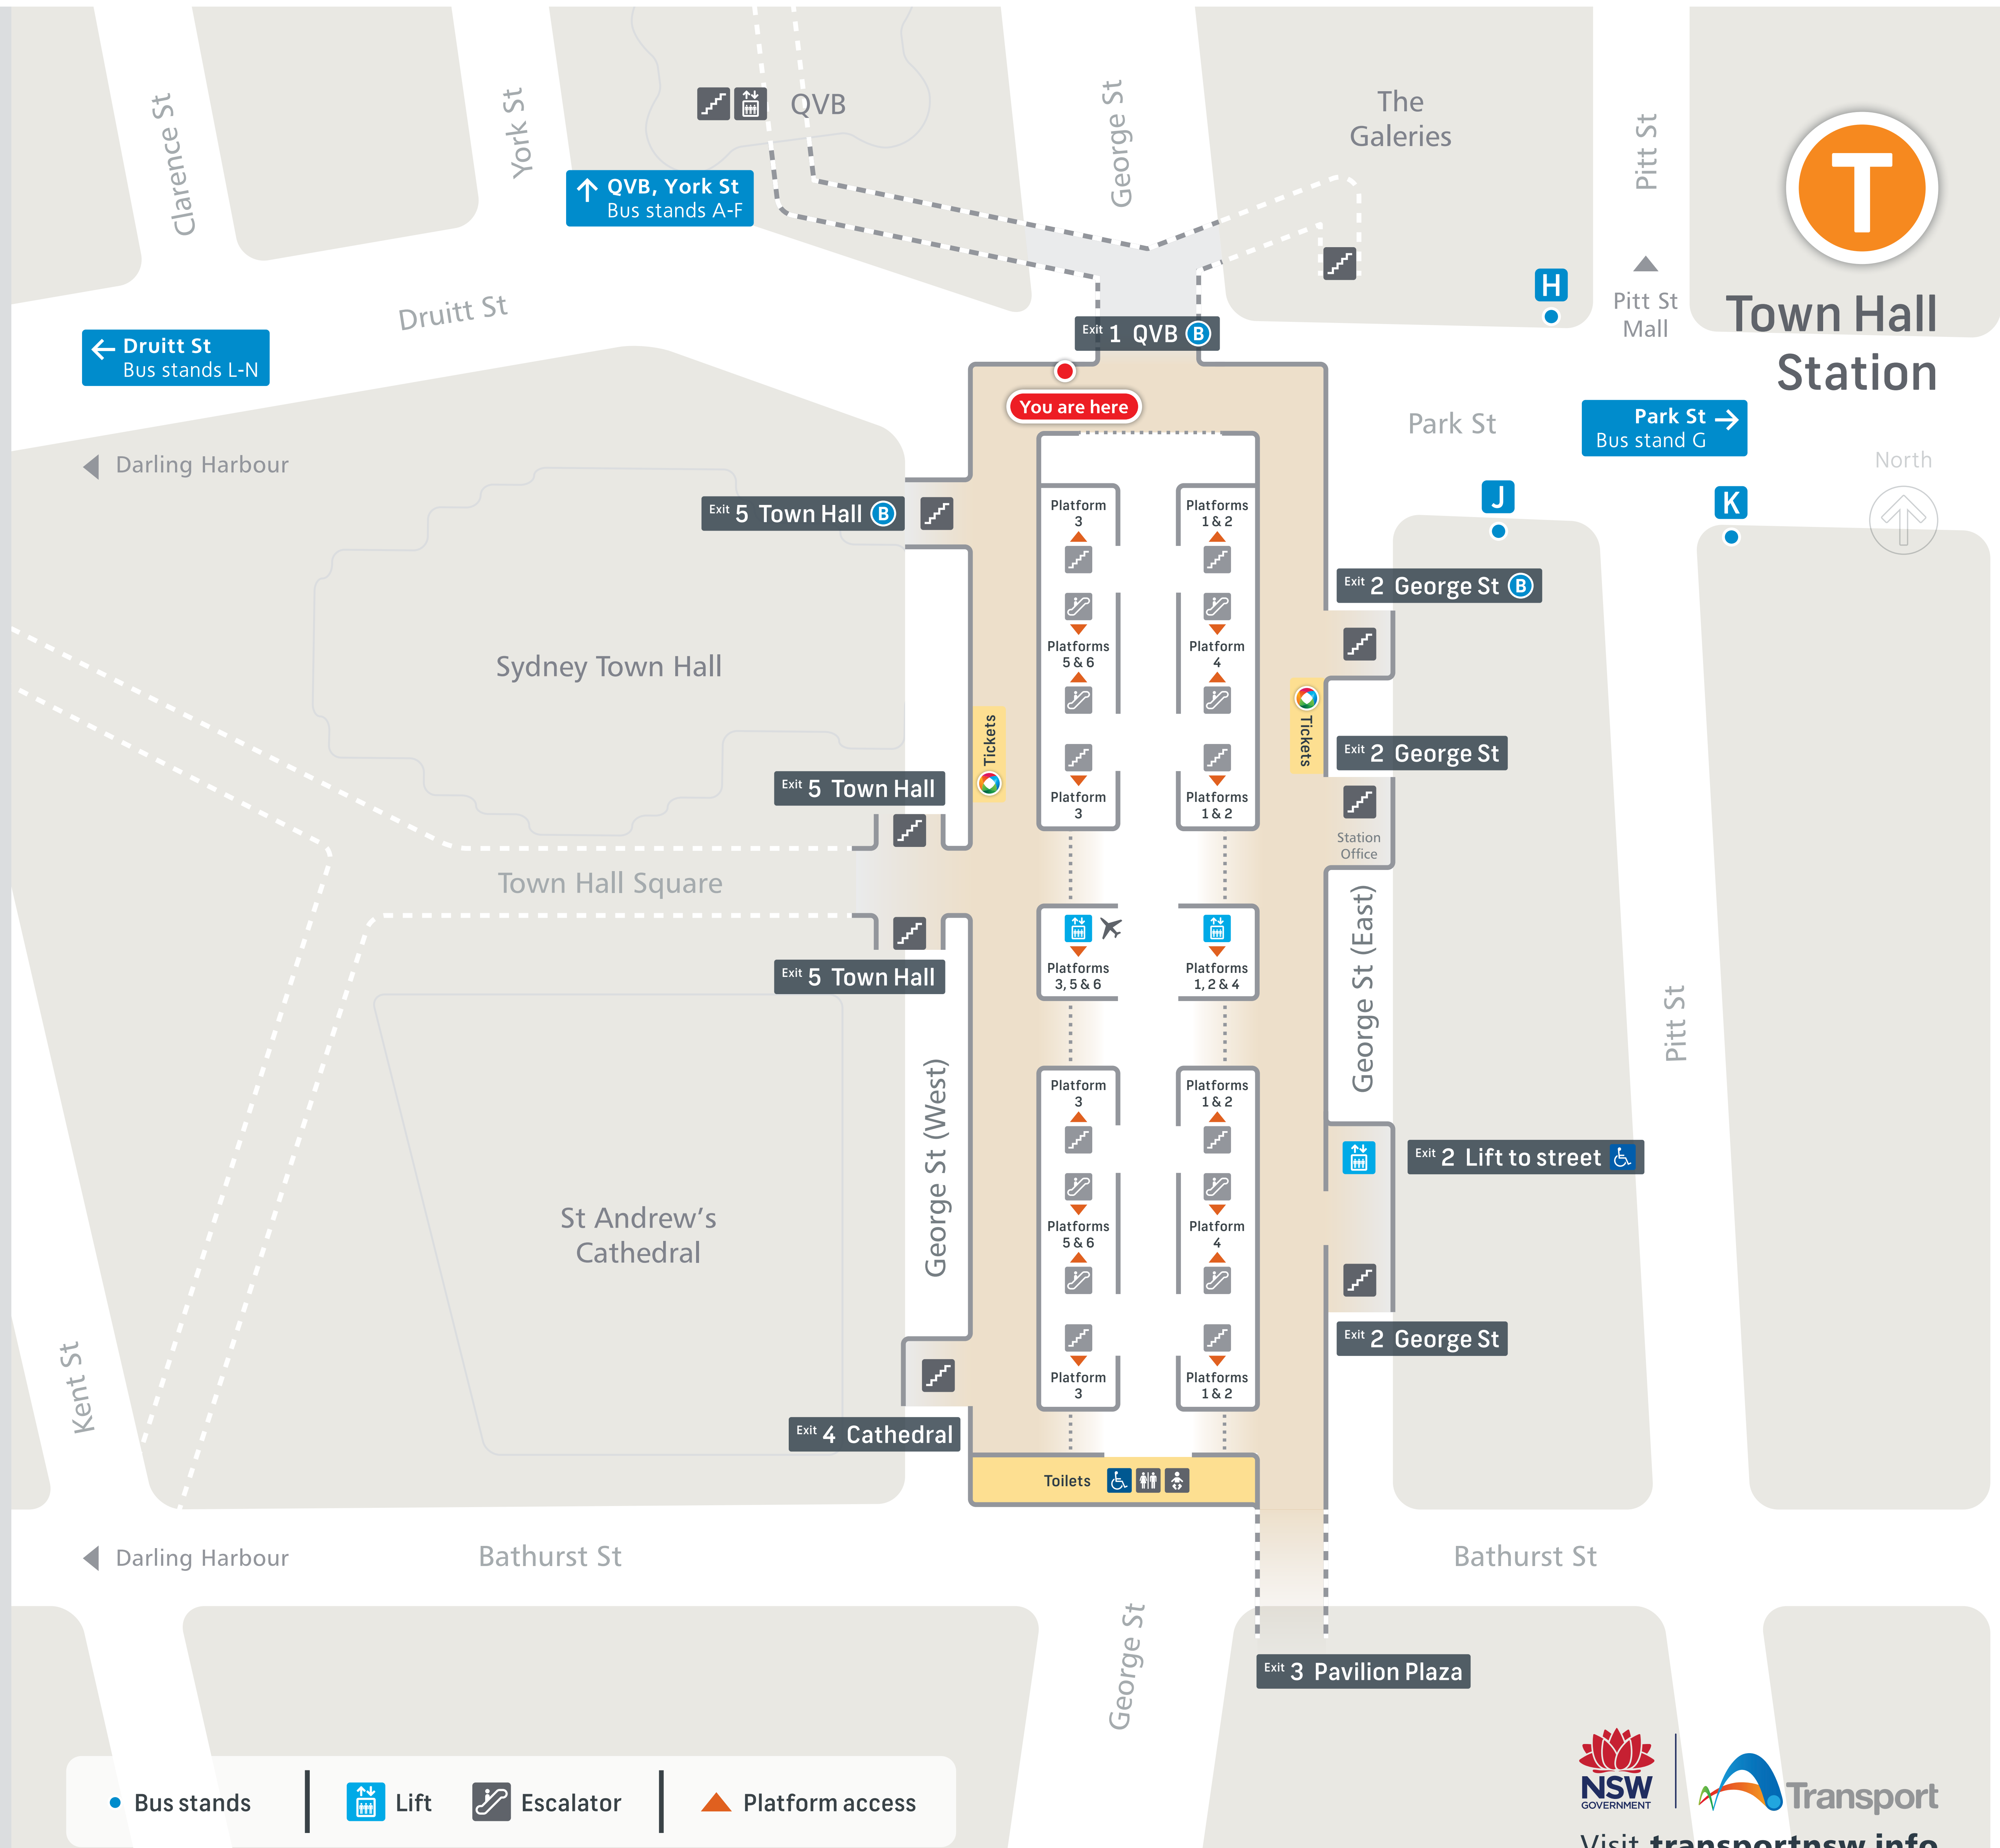 Clarence St
York St
QVB
George St
The
Galeries
Pitt St
T
↑ QVB, York St
Bus stands A-F
H
Pitt St
Mall
Town Hall
Station
Druitt St
← Druitt St
Bus stands L-N
Exit 1 QVB B
You are here
Park St
Park St →
Bus stand G
North
Darling Harbour
Exit 5 Town Hall B
J
K
Platform
3
Platforms
1 & 2
Exit 2 George St B
Platforms
5 & 6
Platform
4
Sydney Town Hall
Tickets
Tickets
Exit 2 George St
Exit 5 Town Hall
Platform
3
Platforms
1 & 2
Station
Office
Town Hall Square
Exit 5 Town Hall
Platforms
3, 5 & 6
Platforms
1, 2 & 4
George St (East)
Pitt St
George St (West)
Platform
3
Platforms
1 & 2
Exit 2 Lift to street
St Andrew's
Cathedral
Platforms
5 & 6
Platform
4
Exit 2 George St
Kent St
Platform
3
Platforms
1 & 2
Exit 4 Cathedral
Toilets
Darling Harbour
Bathurst St
Bathurst St
George St
Exit 3 Pavilion Plaza
Bus stands
Lift
Escalator
Platform access
NSW
GOVERNMENT
Transport
Visit transportnsw.info